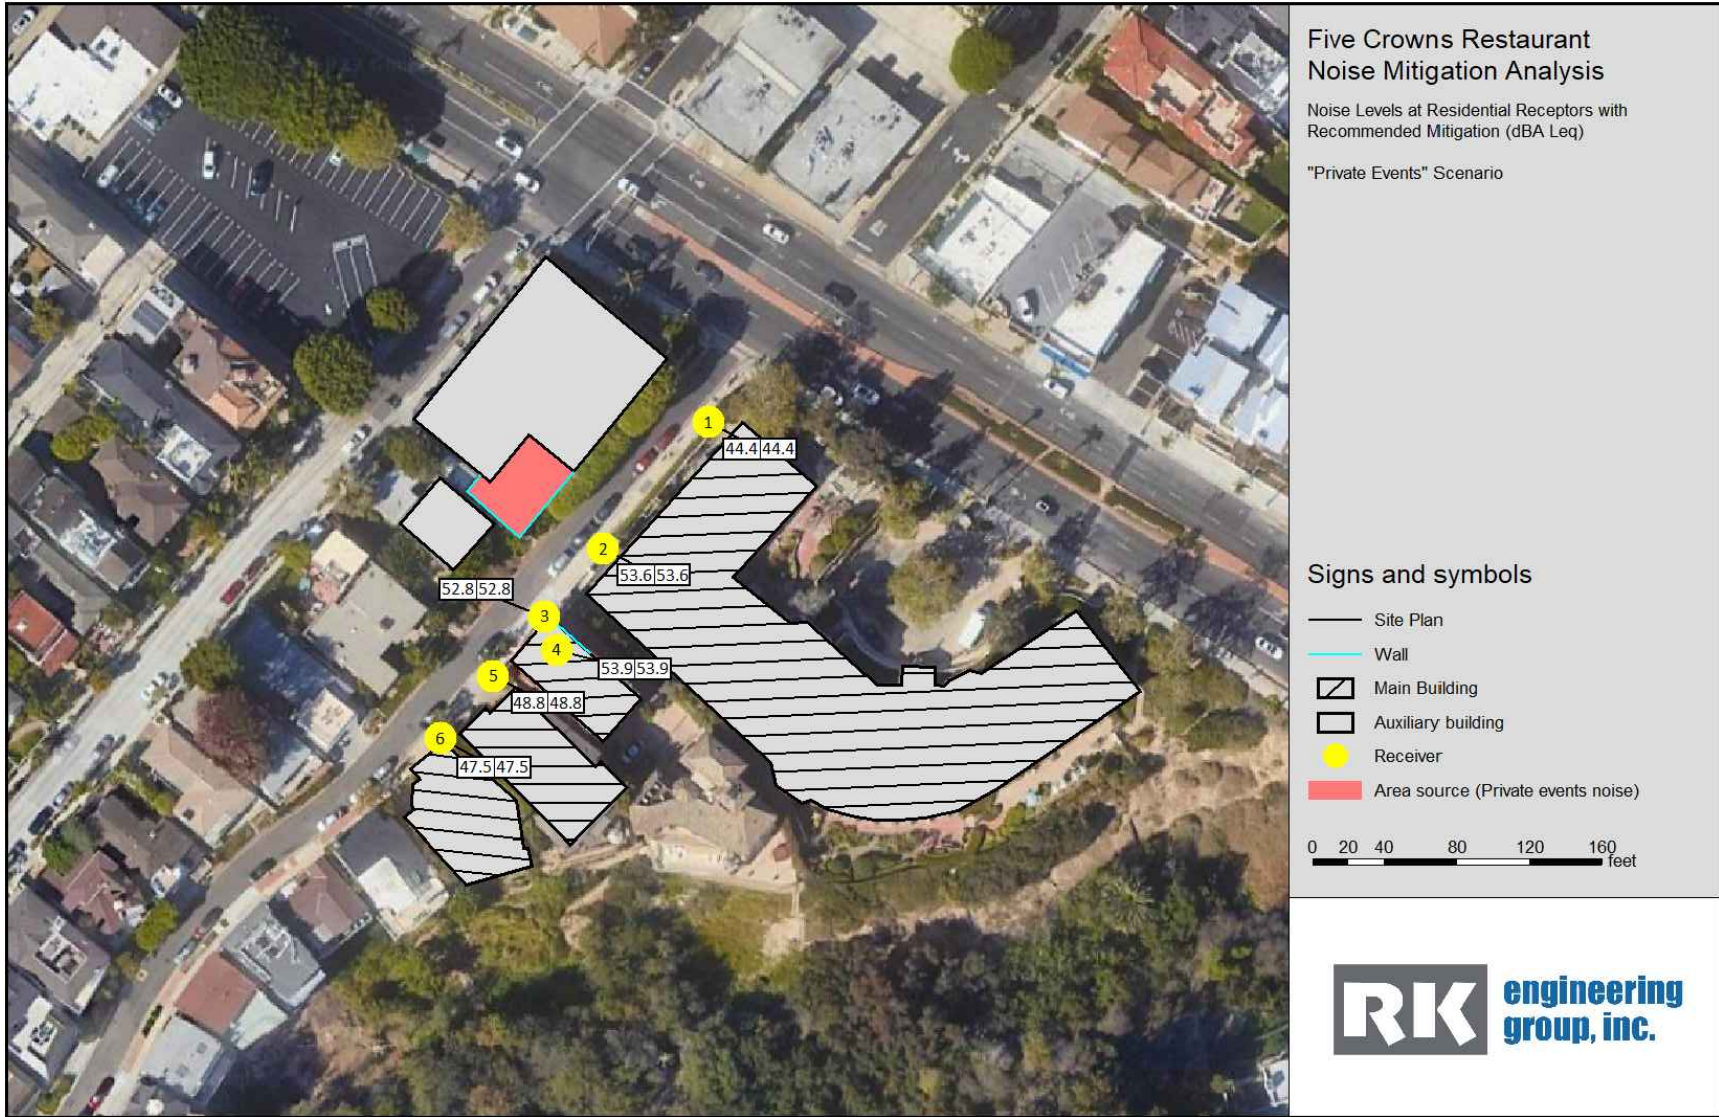 Five Crowns Restaurant
Noise Mitigation Analysis
Noise Levels at Residential Receptors with
Recommended Mitigation (dBA Leq)
"Private Events" Scenario
1
44.4 44.4
2
53.6 53.6
52.8 52.8
3
4
53.9 53.9
5
48.8 48.8
6
47.5 47.5
Signs and symbols
Site Plan
Wall
Main Building
Auxiliary building
Receiver
Area source (Private events noise)
0 20 40 80 120 160
feet
RK engineering
group, inc.